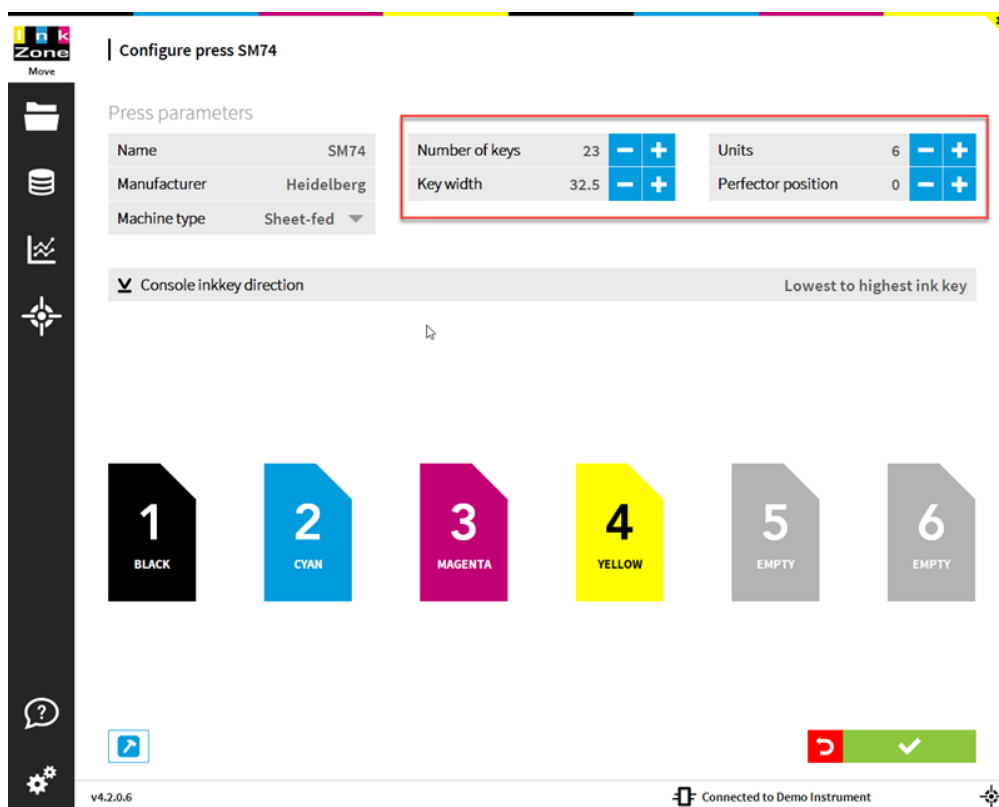 Ink
Zone
Move
Configure press SM74
Press parameters
Name SM74
Manufacturer Heidelberg
Machine type Sheet-fed
Number of keys 23 − +
Key width 32.5 − +
Units 6 − +
Perfector position 0 − +
Console inkkey direction Lowest to highest ink key
1 2 3 4 5 6
BLACK CYAN MAGENTA YELLOW EMPTY EMPTY
?
v4.2.0.6 Connected to Demo Instrument